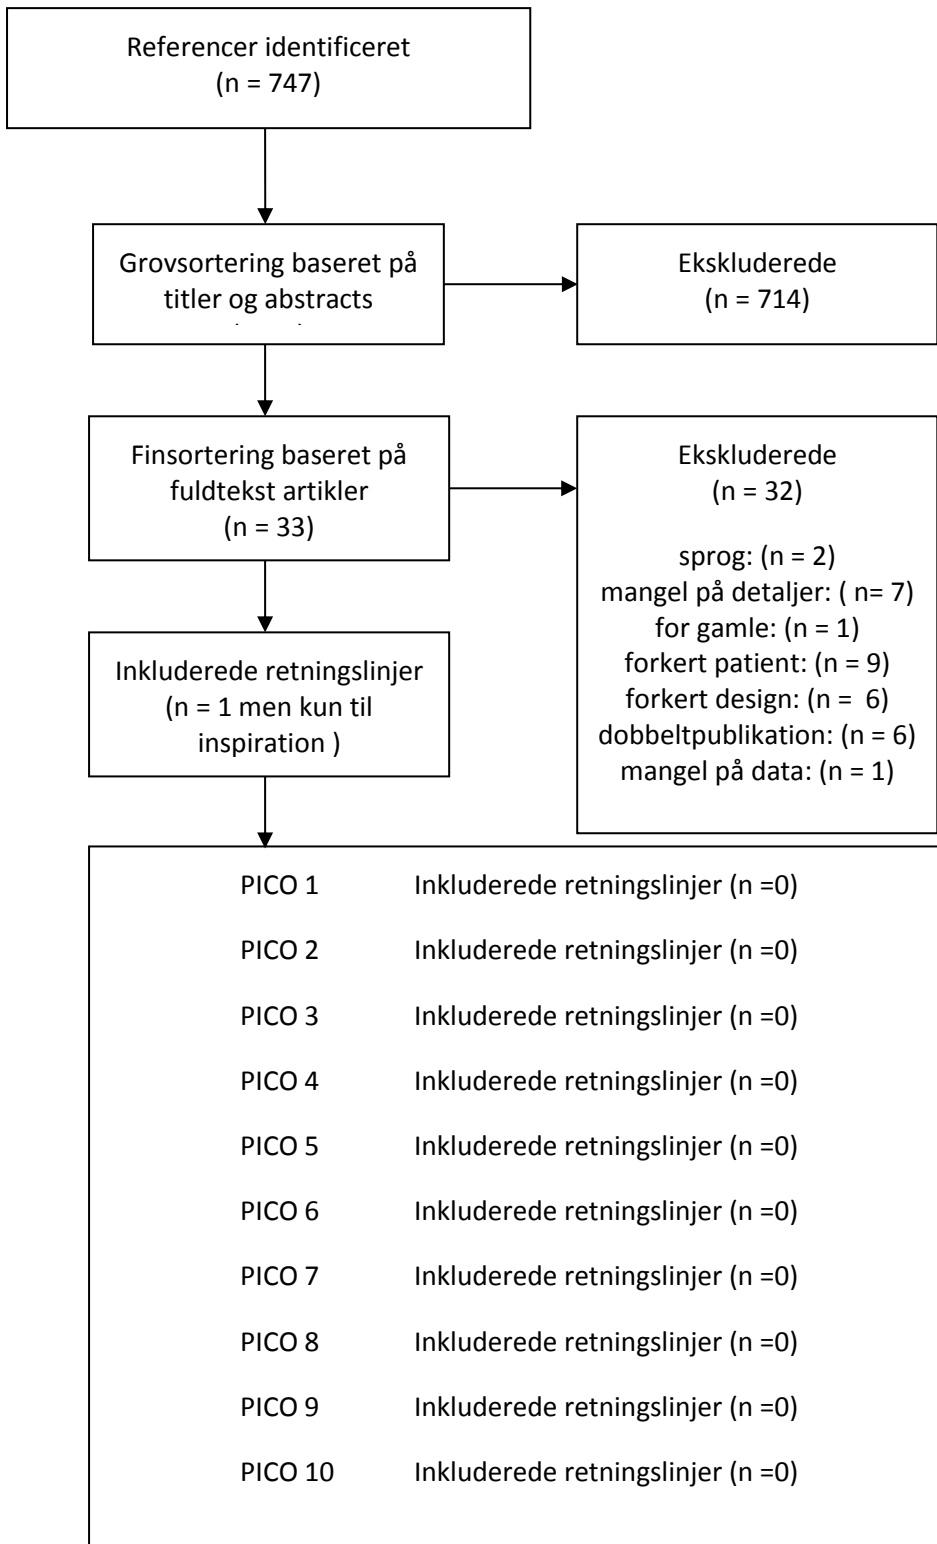 Referencer identificeret
(n = 747)
Grovsortering baseret på
titler og abstracts
Ekskluderede
(n = 714)
Finsortering baseret på
fuldtekst artikler
(n = 33)
Ekskluderede
(n = 32)
sprog: (n = 2)
mangel på detaljer: ( n= 7)
for gamle: (n = 1)
forkert patient: (n = 9)
forkert design: (n =  6)
dobbeltpublikation: (n = 6)
mangel på data: (n = 1)
Inkluderede retningslinjer
(n = 1 men kun til
inspiration )
PICO 1 Inkluderede retningslinjer (n =0)
PICO 2 Inkluderede retningslinjer (n =0)
PICO 3 Inkluderede retningslinjer (n =0)
PICO 4 Inkluderede retningslinjer (n =0)
PICO 5 Inkluderede retningslinjer (n =0)
PICO 6 Inkluderede retningslinjer (n =0)
PICO 7 Inkluderede retningslinjer (n =0)
PICO 8 Inkluderede retningslinjer (n =0)
PICO 9 Inkluderede retningslinjer (n =0)
PICO 10 Inkluderede retningslinjer (n =0)